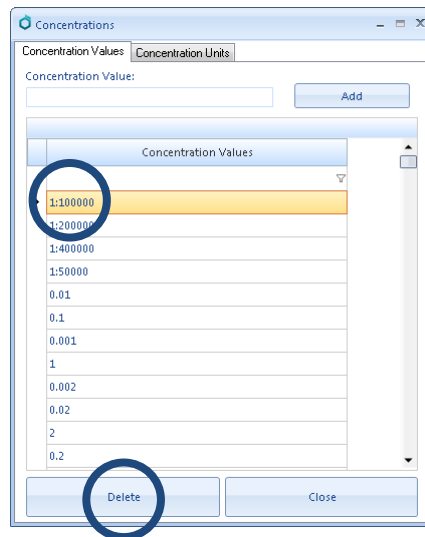 Concentrations
Concentration Values Concentration Units
Concentration Value:
Add
Concentration Values
1:100000
1:200000
1:400000
1:50000
0.01
0.1
0.001
1
0.002
0.02
2
0.2
Delete Close